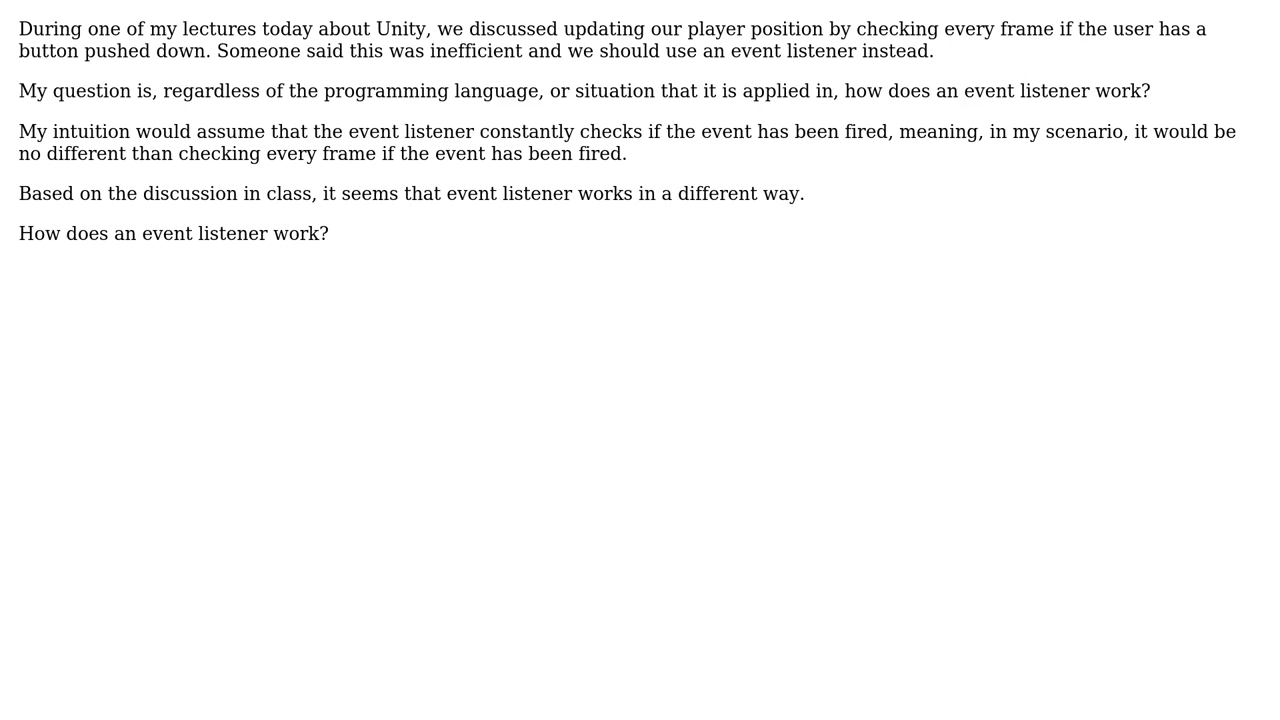 During one of my lectures today about Unity, we discussed updating our player position by checking every frame if the user has a
button pushed down. Someone said this was inefficient and we should use an event listener instead.
My question is, regardless of the programming language, or situation that it is applied in, how does an event listener work?
My intuition would assume that the event listener constantly checks if the event has been fired, meaning, in my scenario, it would be
no different than checking every frame if the event has been fired.
Based on the discussion in class, it seems that event listener works in a different way.
How does an event listener work?